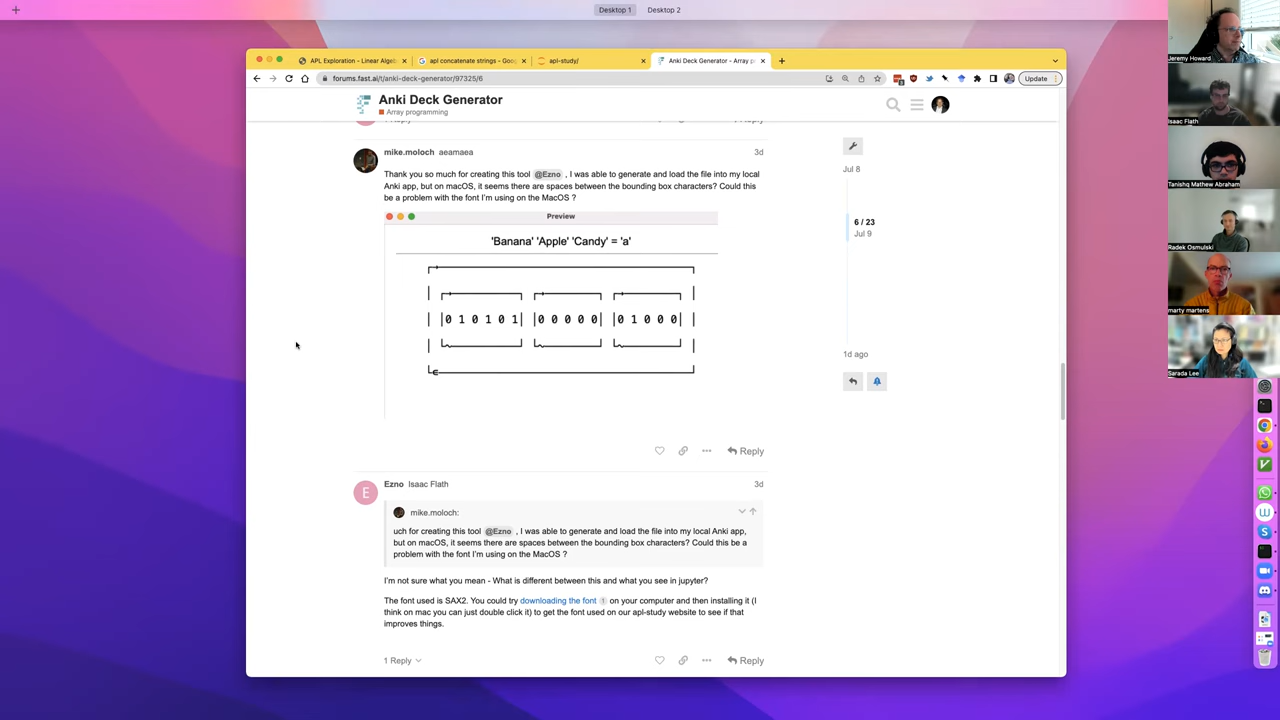 Desktop 1
Desktop 2
APL Exploration - Linear Algeb
apl concatenate strings - Goog
apl-study/
Anki Deck Generator - Array p
forums.fast.ai/t/anki-deck-generator/97325/6
Update
Anki Deck Generator
Array programming
mike.moloch aeamaea
3d
Thank you so much for creating this tool @Ezno , I was able to generate and load the file into my local
Anki app, but on macOS, it seems there are spaces between the bounding box characters? Could this
be a problem with the font I'm using on the MacOS ?
Preview
'Banana' 'Apple' 'Candy' = 'a'
0 1 0 1 0 1 0 0 0 0 0 0 1 0 0 0
Reply
Jul 8
6 / 23
Jul 9
1d ago
Ezno Isaac Flath
3d
E
mike.moloch:
uch for creating this tool @Ezno , I was able to generate and load the file into my local Anki app,
but on macOS, it seems there are spaces between the bounding box characters? Could this be a
problem with the font I'm using on the MacOS ?
I'm not sure what you mean - What is different between this and what you see in jupyter?
The font used is SAX2. You could try downloading the font 1 on your computer and then installing it (I
think on mac you can just double click it) to get the font used on our apl-study website to see if that
improves things.
1 Reply
Reply
Jeremy Howard
Isaac Flath
Tanishq Mathew Abraham
Radek Osmulski
marty martens
Sarada Lee